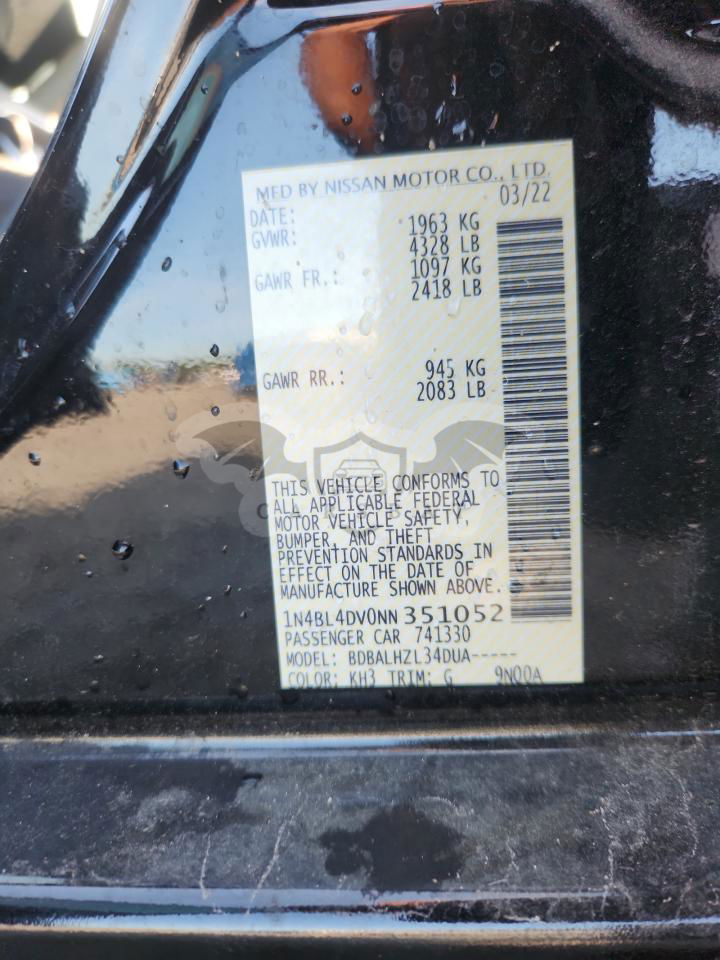 MFD BY NISSAN MOTOR CO., LTD.
DATE: 03/22
GVWR: 1963 KG
4328 LB
GAWR FR.: 1097 KG
2418 LB
GAWR RR.: 945 KG
2083 LB
THIS VEHICLE CONFORMS TO
ALL APPLICABLE FEDERAL
MOTOR VEHICLE SAFETY,
BUMPER, AND THEFT
PREVENTION STANDARDS IN
EFFECT ON THE DATE OF
MANUFACTURE SHOWN ABOVE.
1N4BL4DV0NN351052
PASSENGER CAR 741330
MODEL: BDBALHZL34DUA-----
COLOR: KH3 TRIM: G 9N00A